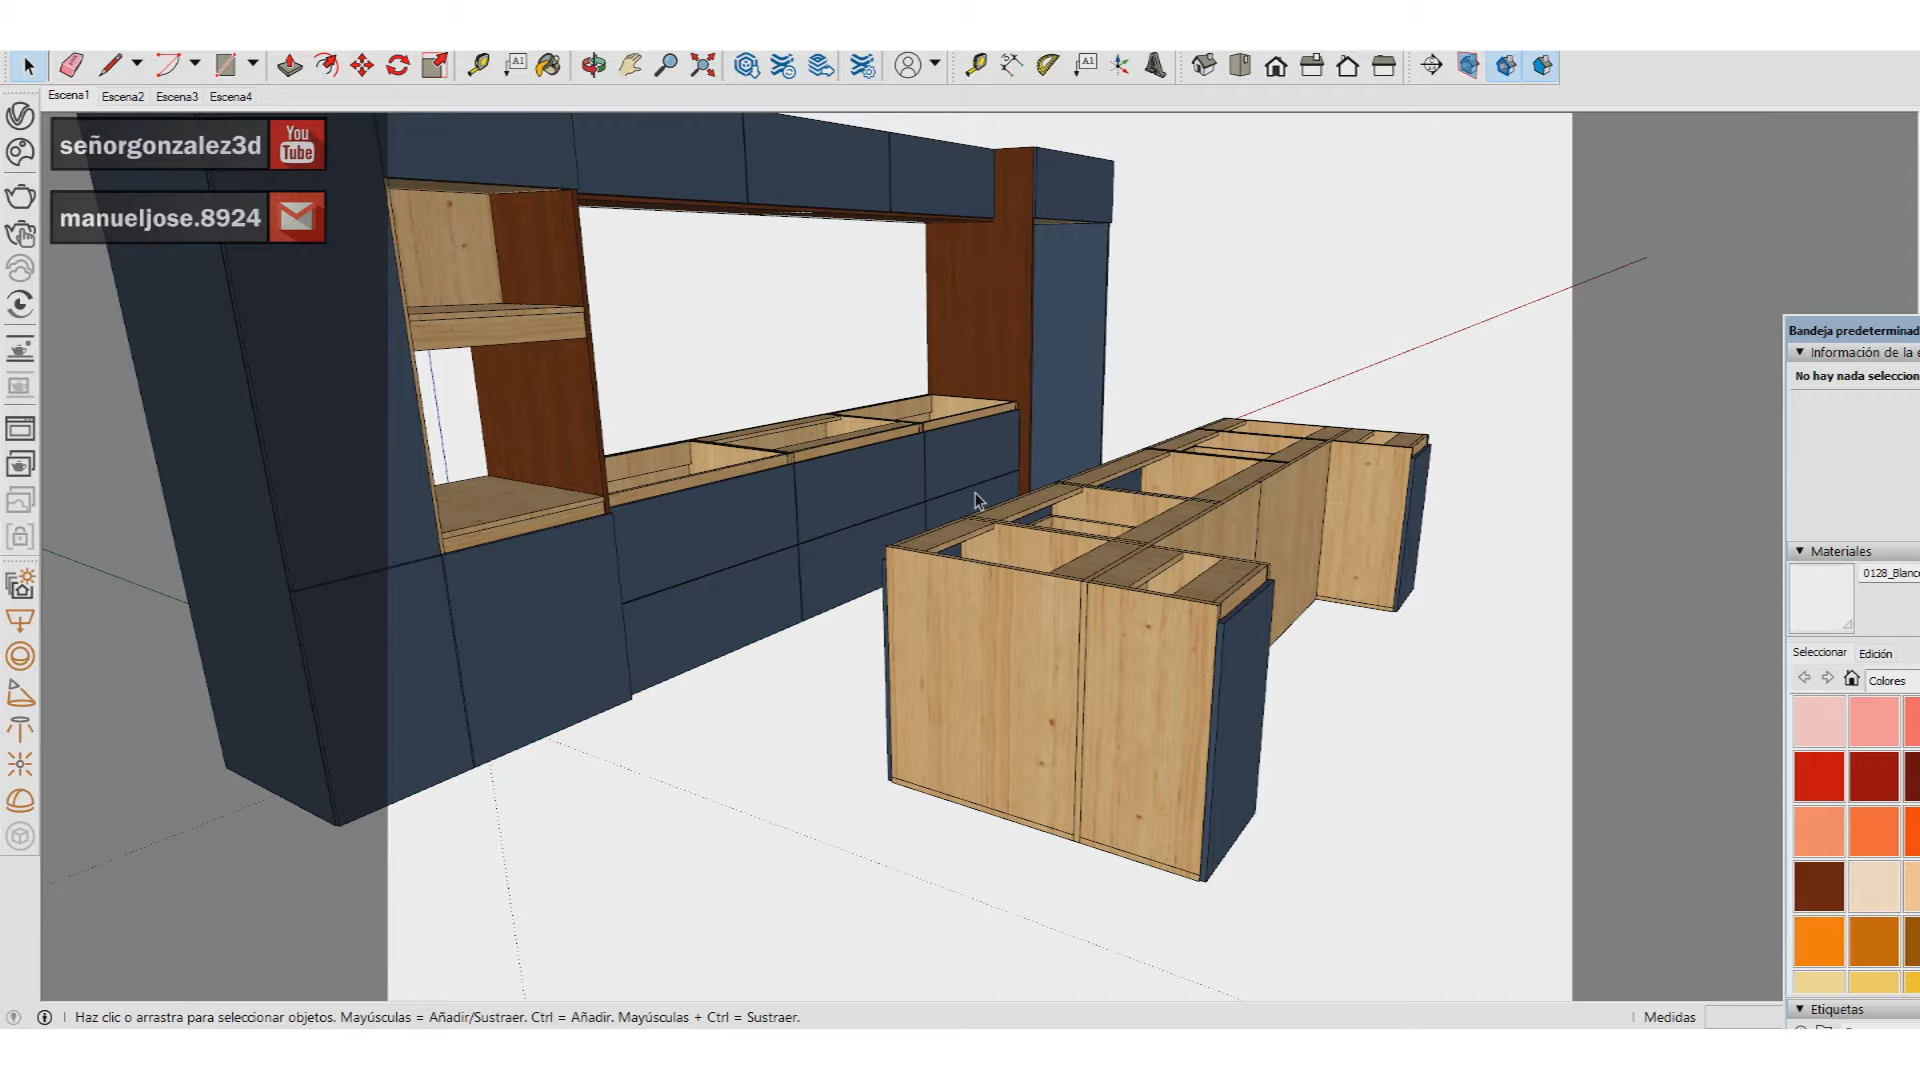 A1
A1
Escena1 Escena2 Escena3 Escena4
señorgonzalez3d
You
Tube
manueljose.8924
Bandeja predeterminad
Información de la e
No hay nada seleccion
Materiales
0128_Blanc
Seleccionar Edición
Colores
Etiquetas
Haz clic o arrastra para seleccionar objetos. Mayúsculas = Añadir/Sustraer. Ctrl = Añadir. Mayúsculas + Ctrl = Sustraer.
Medidas